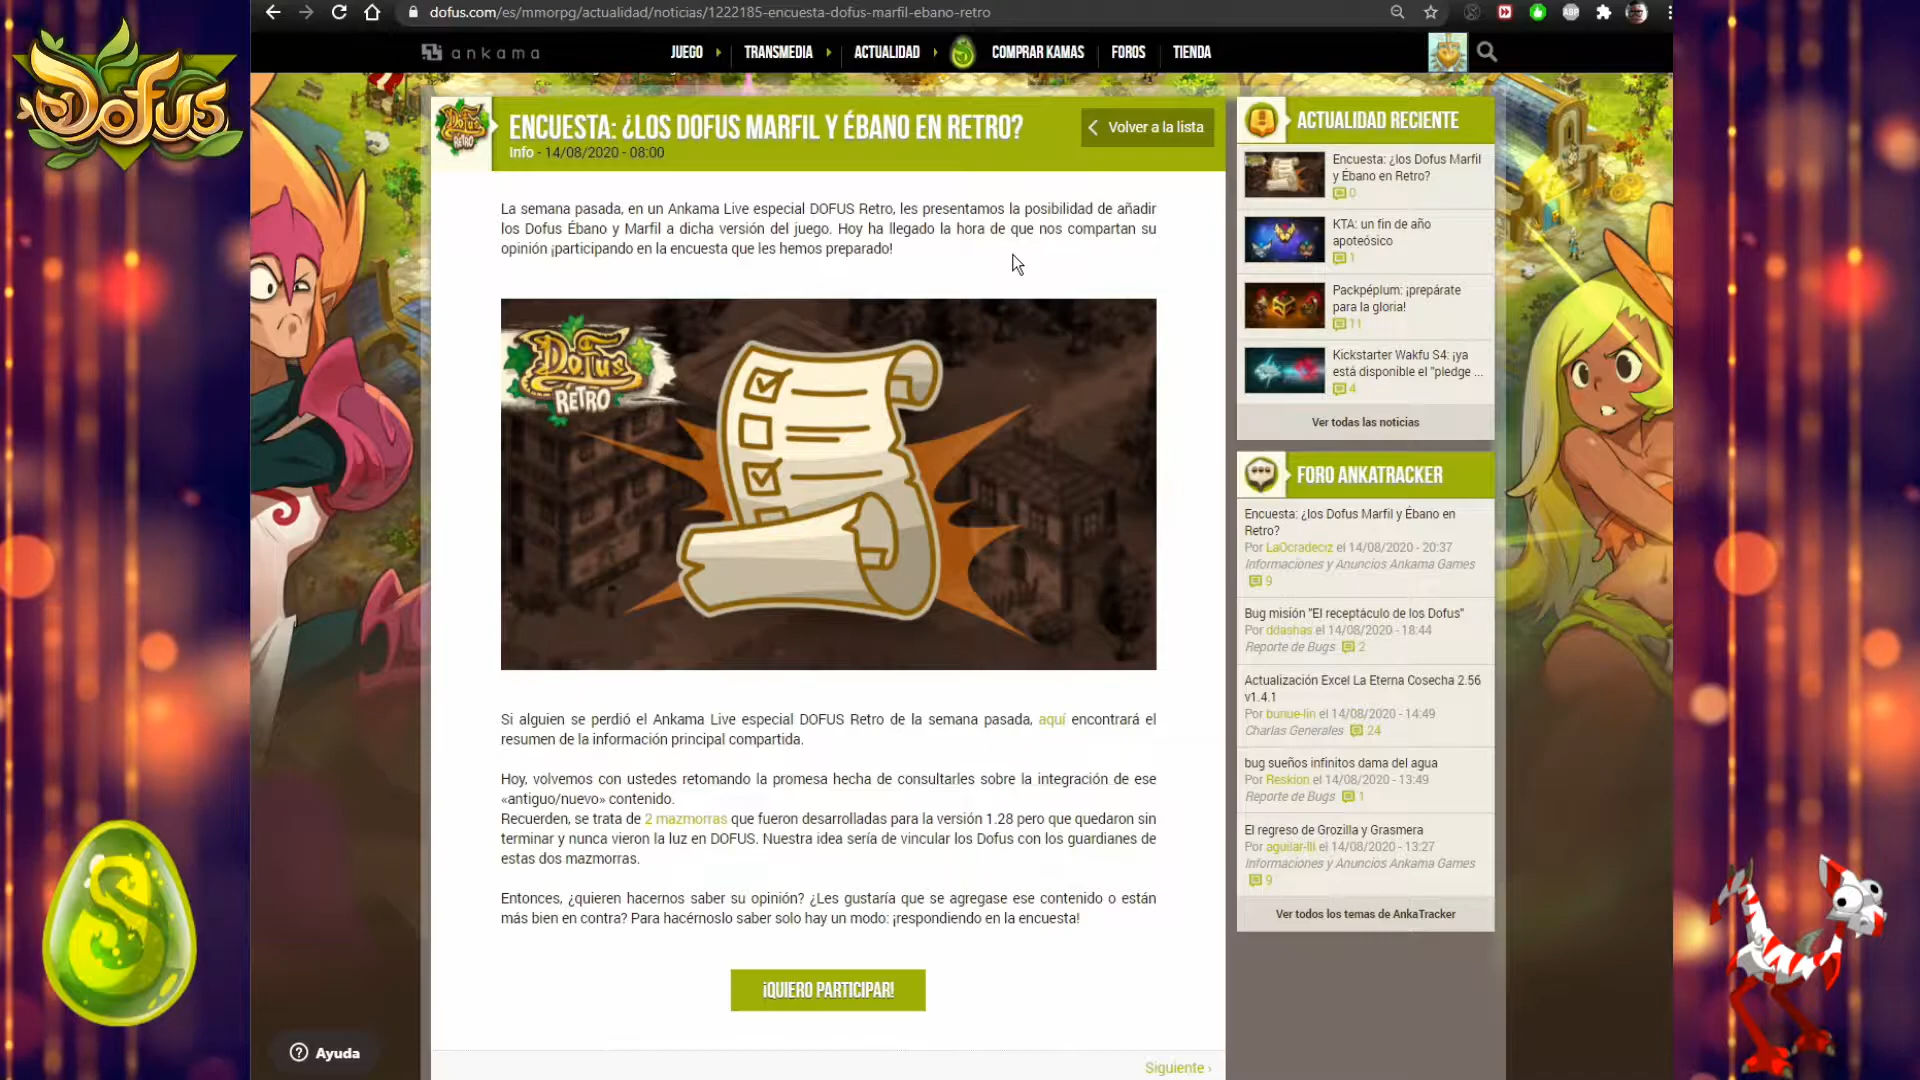 dofus.com/es/mmorpg/actualidad/noticias/1222185-encuesta-dofus-marfil-ebano-retro
DOFUS
ankama
JUEGO
TRANSMEDIA
ACTUALIDAD
COMPRAR KAMAS
FOROS
TIENDA
DOFUS RETRO
ENCUESTA: ¿LOS DOFUS MARFIL Y ÉBANO EN RETRO?
Info - 14/08/2020 - 08:00
Volver a la lista
La semana pasada, en un Ankama Live especial DOFUS Retro, les presentamos la posibilidad de añadir
los Dofus Ébano y Marfil a dicha versión del juego. Hoy ha llegado la hora de que nos compartan su
opinión ¡participando en la encuesta que les hemos preparado!
DOFUS
RETRO
Si alguien se perdió el Ankama Live especial DOFUS Retro de la semana pasada, aquí encontrará el
resumen de la información principal compartida.
Hoy, volvemos con ustedes retomando la promesa hecha de consultarles sobre la integración de ese
«antiguo/nuevo» contenido.
Recuerden, se trata de 2 mazmorras que fueron desarrolladas para la versión 1.28 pero que quedaron sin
terminar y nunca vieron la luz en DOFUS. Nuestra idea sería de vincular los Dofus con los guardianes de
estas dos mazmorras.
Entonces, ¿quieren hacernos saber su opinión? ¿Les gustaría que se agregase ese contenido o están
más bien en contra? Para hacérnoslo saber solo hay un modo: ¡respondiendo en la encuesta!
¡QUIERO PARTICIPAR!
Siguiente ›
Ayuda
ACTUALIDAD RECIENTE
Encuesta: ¿los Dofus Marfil
y Ébano en Retro?
0
KTA: un fin de año
apoteósico
1
Packpéplum: ¡prepárate
para la gloria!
11
Kickstarter Wakfu S4: ¡ya
está disponible el "pledge ...
4
Ver todas las noticias
FORO ANKATRACKER
Encuesta: ¿los Dofus Marfil y Ébano en
Retro?
Por LaOcradeciz el 14/08/2020 - 20:37
Informaciones y Anuncios Ankama Games
9
Bug misión "El receptáculo de los Dofus"
Por ddashas el 14/08/2020 - 18:44
Reporte de Bugs 2
Actualización Excel La Eterna Cosecha 2.56
v1.4.1
Por bunue-lin el 14/08/2020 - 14:49
Charlas Generales 24
bug sueños infinitos dama del agua
Por Reskion el 14/08/2020 - 13:49
Reporte de Bugs 1
El regreso de Grozilla y Grasmera
Por aguilar-III el 14/08/2020 - 13:27
Informaciones y Anuncios Ankama Games
9
Ver todos los temas de AnkaTracker